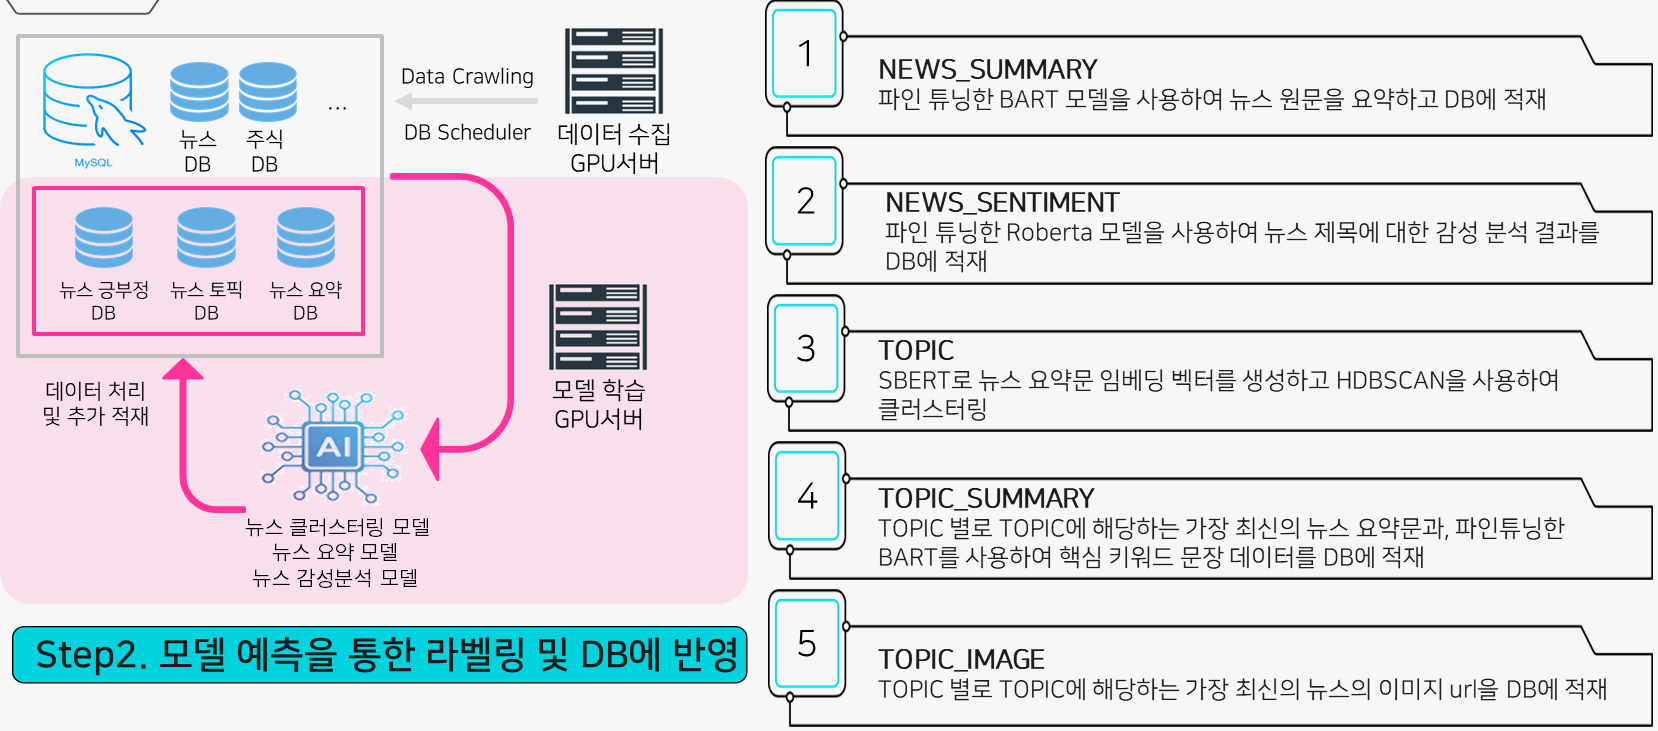 MySQL
뉴스
DB
주식
DB
...
Data Crawling
DB Scheduler
데이터 수집
GPU서버
뉴스 긍부정
DB
뉴스 토픽
DB
뉴스 요약
DB
데이터 처리
및 추가 적재
모델 학습
GPU서버
AI
뉴스 클러스터링 모델
뉴스 요약 모델
뉴스 감성분석 모델
Step2. 모델 예측을 통한 라벨링 및 DB에 반영
1
NEWS_SUMMARY
파인 튜닝한 BART 모델을 사용하여 뉴스 원문을 요약하고 DB에 적재
2
NEWS_SENTIMENT
파인 튜닝한 Roberta 모델을 사용하여 뉴스 제목에 대한 감성 분석 결과를
DB에 적재
3
TOPIC
SBERT로 뉴스 요약문 임베딩 벡터를 생성하고 HDBSCAN을 사용하여
클러스터링
4
TOPIC_SUMMARY
TOPIC 별로 TOPIC에 해당하는 가장 최신의 뉴스 요약문과, 파인튜닝한
BART를 사용하여 핵심 키워드 문장 데이터를 DB에 적재
5
TOPIC_IMAGE
TOPIC 별로 TOPIC에 해당하는 가장 최신의 뉴스의 이미지 url을 DB에 적재